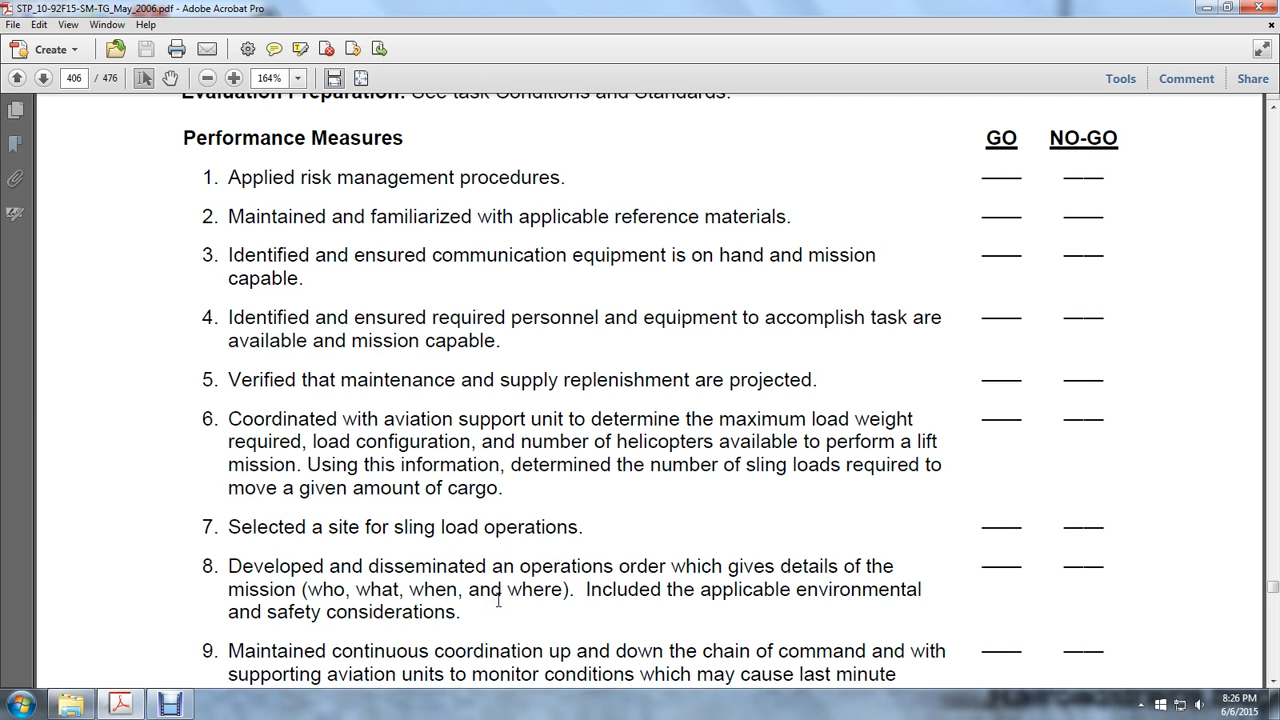 STP_10-92F15-SM-TG_May_2006.pdf - Adobe Acrobat Pro
File Edit View Window Help
Create
406 / 476 164% Tools Comment Share
Evaluation Preparation: See task Conditions and Standards.
Performance Measures GO NO-GO
1. Applied risk management procedures.
2. Maintained and familiarized with applicable reference materials.
3. Identified and ensured communication equipment is on hand and mission
capable.
4. Identified and ensured required personnel and equipment to accomplish task are
available and mission capable.
5. Verified that maintenance and supply replenishment are projected.
6. Coordinated with aviation support unit to determine the maximum load weight
required, load configuration, and number of helicopters available to perform a lift
mission. Using this information, determined the number of sling loads required to
move a given amount of cargo.
7. Selected a site for sling load operations.
8. Developed and disseminated an operations order which gives details of the
mission (who, what, when, and where). Included the applicable environmental
and safety considerations.
9. Maintained continuous coordination up and down the chain of command and with
supporting aviation units to monitor conditions which may cause last minute
8:26 PM
6/6/2015